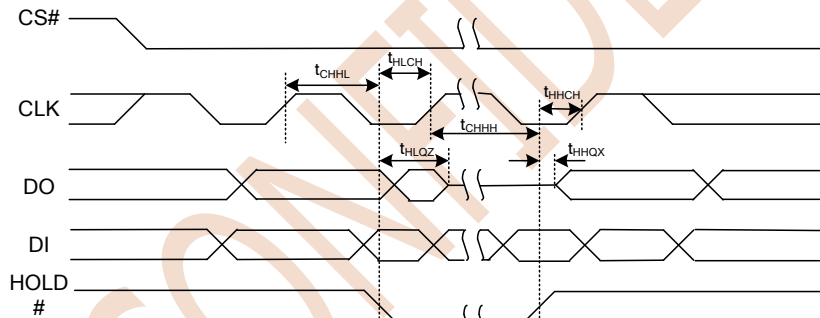 CS#
tCHHL
tHLCH
tHHCH
CLK
tCHHH
tHLQZ
tHHQX
DO
DI
HOLD
#